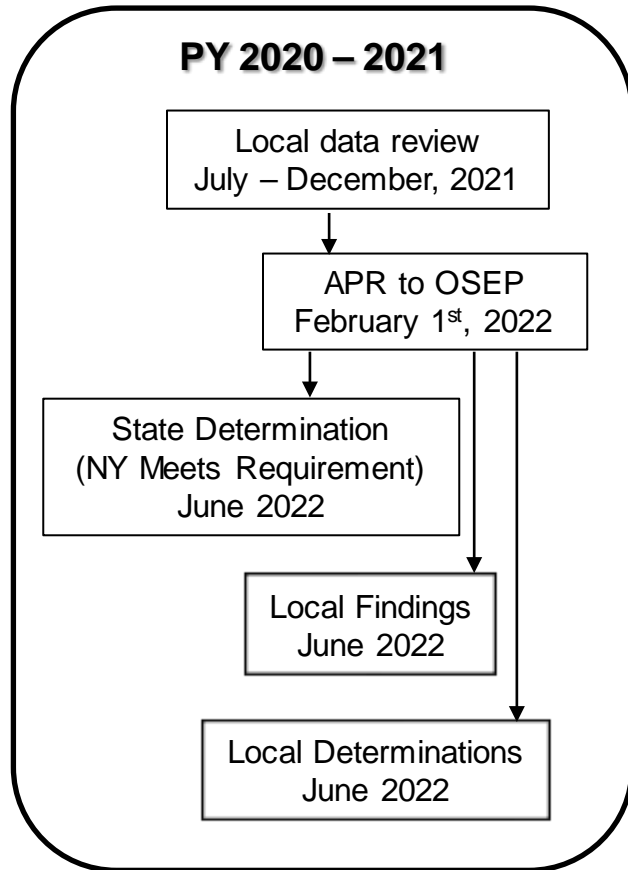 PY 2020 – 2021
Local data review
July – December, 2021
APR to OSEP
February 1st, 2022
State Determination
(NY Meets Requirement)
June 2022
Local Findings
June 2022
Local Determinations
June 2022